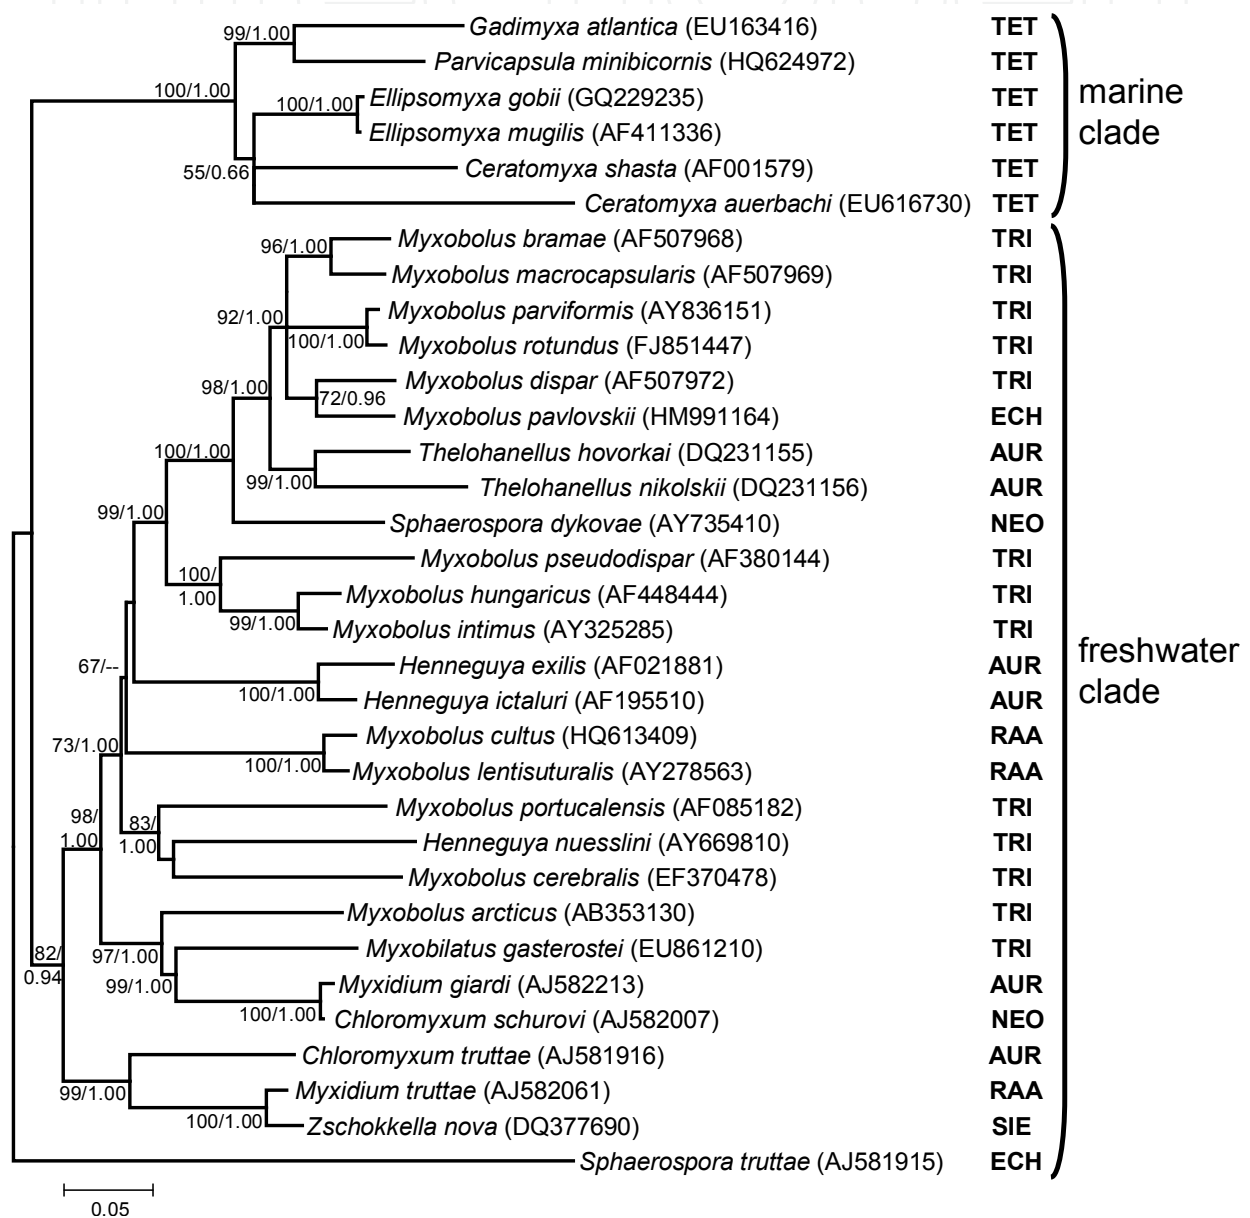 99/1.00 Gadimyxa atlantica (EU163416) TET
Parvicapsula minibicornis (HQ624972) TET
100/1.00 100/1.00 Ellipsomyxa gobii (GQ229235) TET
Ellipsomyxa mugilis (AF411336) TET
marine
clade
55/0.66 Ceratomyxa shasta (AF001579) TET
Ceratomyxa auerbachi (EU616730) TET
96/1.00 Myxobolus bramae (AF507968) TRI
Myxobolus macrocapsularis (AF507969) TRI
92/1.00 Myxobolus parviformis (AY836151) TRI
100/1.00 Myxobolus rotundus (FJ851447) TRI
98/1.00 Myxobolus dispar (AF507972) TRI
72/0.96
Myxobolus pavlovskii (HM991164) ECH
100/1.00 Thelohanellus hovorkai (DQ231155) AUR
99/1.00 Thelohanellus nikolskii (DQ231156) AUR
99/1.00 Sphaerospora dykovae (AY735410) NEO
Myxobolus pseudodispar (AF380144) TRI
100/
1.00
Myxobolus hungaricus (AF448444) TRI
99/1.00 Myxobolus intimus (AY325285) TRI
67/-- Henneguya exilis (AF021881) AUR
100/1.00 Henneguya ictaluri (AF195510) AUR
freshwater
clade
73/1.00 Myxobolus cultus (HQ613409) RAA
100/1.00 Myxobolus lentisuturalis (AY278563) RAA
Myxobolus portucalensis (AF085182) TRI
98/
1.00
83/
1.00
Henneguya nuesslini (AY669810) TRI
Myxobolus cerebralis (EF370478) TRI
Myxobolus arcticus (AB353130) TRI
82/
0.94
97/1.00 Myxobilatus gasterostei (EU861210) TRI
99/1.00 Myxidium giardi (AJ582213) AUR
100/1.00 Chloromyxum schurovi (AJ582007) NEO
Chloromyxum truttae (AJ581916) AUR
99/1.00 Myxidium truttae (AJ582061) RAA
100/1.00 Zschokkella nova (DQ377690) SIE
Sphaerospora truttae (AJ581915) ECH
0.05